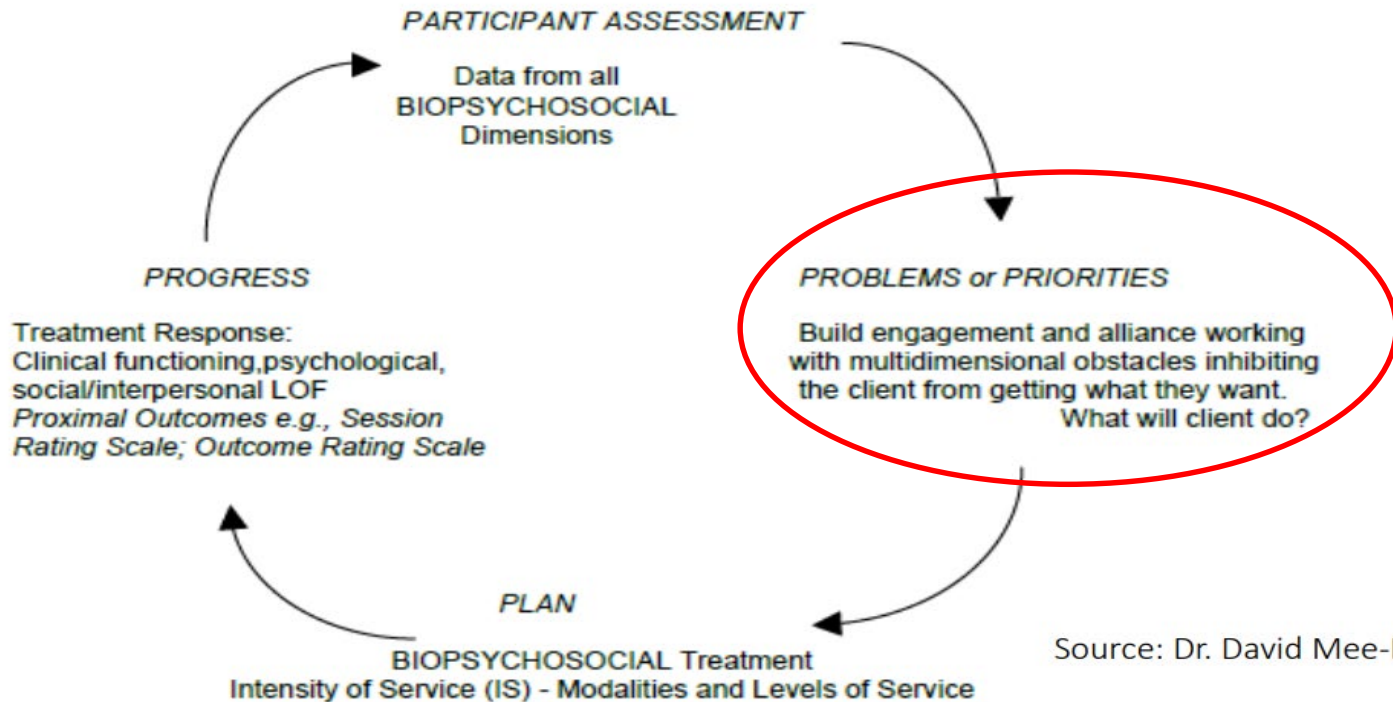 PARTICIPANT ASSESSMENT
Data from all
BIOPSYCHOSOCIAL
Dimensions
PROBLEMS or PRIORITIES
Build engagement and alliance working
with multidimensional obstacles inhibiting
the client from getting what they want.
What will client do?
PROGRESS
Treatment Response:
Clinical functioning,psychological,
social/interpersonal LOF
Proximal Outcomes e.g., Session
Rating Scale; Outcome Rating Scale
PLAN
BIOPSYCHOSOCIAL Treatment
Intensity of Service (IS) - Modalities and Levels of Service
Source: Dr. David Mee-